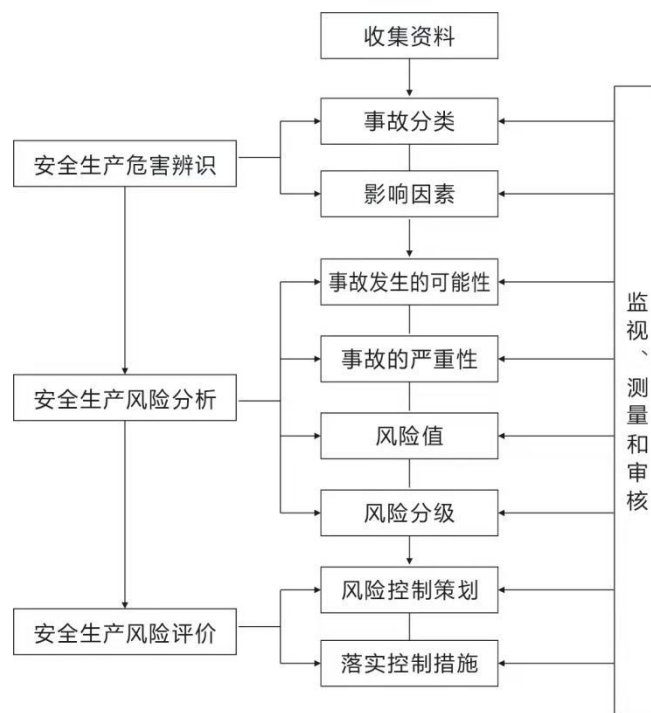 收集资料
事故分类
安全生产危害辨识
影响因素
事故发生的可能性
事故的严重性
安全生产风险分析
风险值
风险分级
风险控制策划
安全生产风险评价
落实控制措施
监视、测量和审核